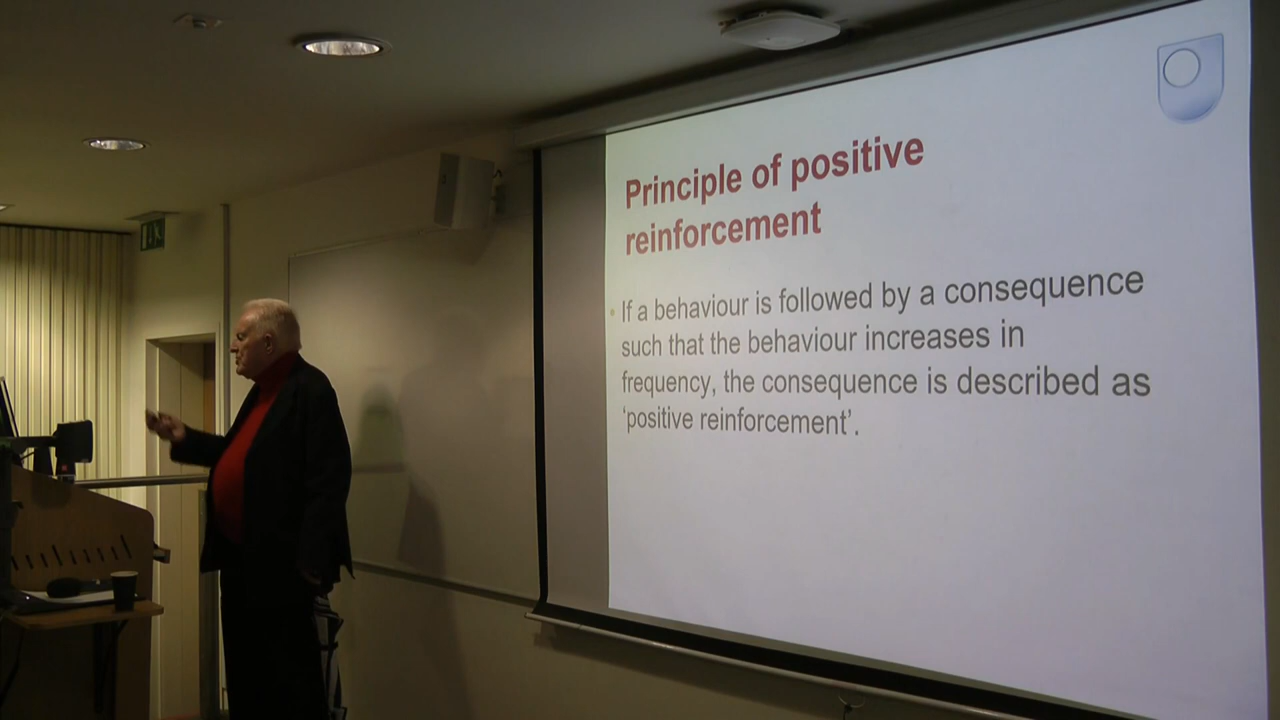 Principle of positive
reinforcement
• If a behaviour is followed by a consequence
such that the behaviour increases in
frequency, the consequence is described as
‘positive reinforcement’.